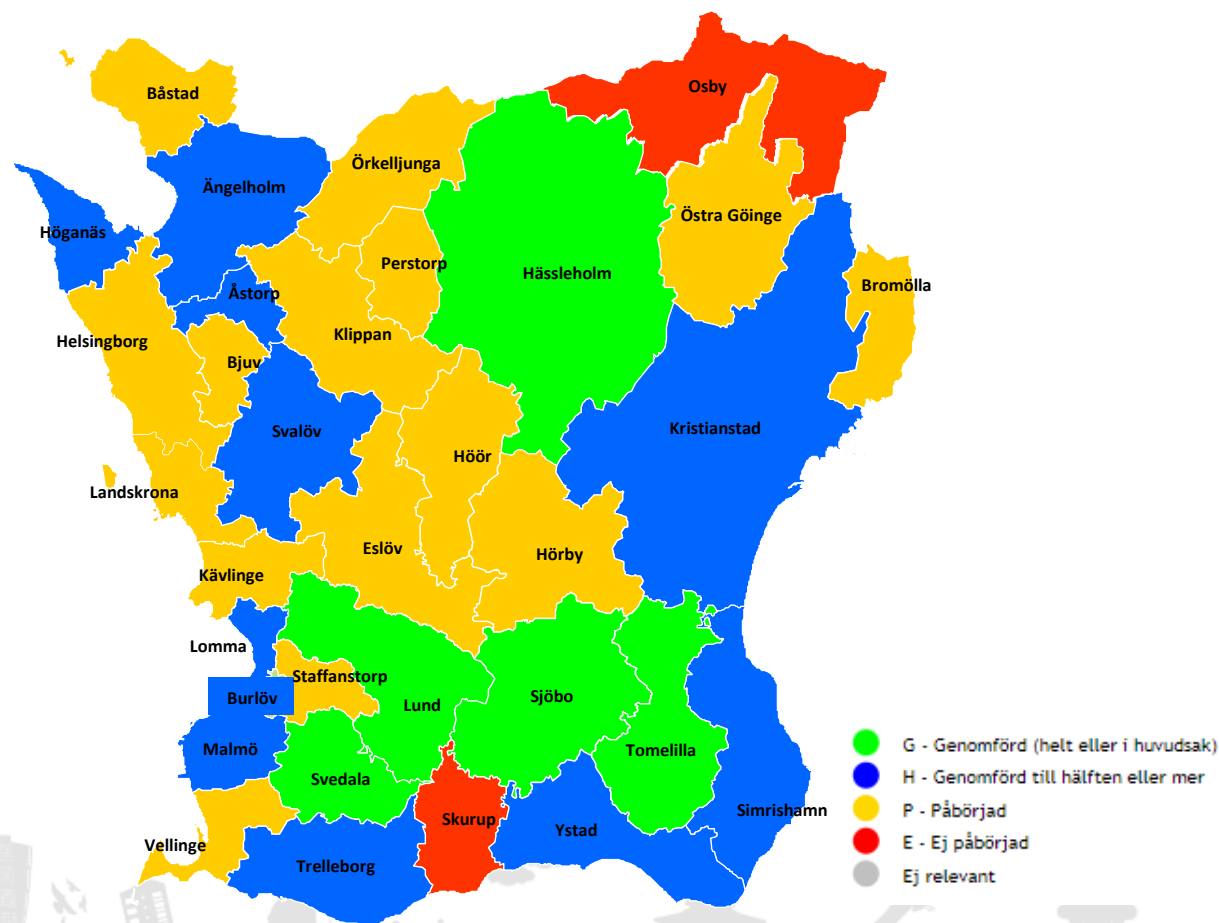 Osby
Båstad
Örkelljunga
Ängelholm
Östra Göinge
Höganäs
Perstorp
Hässleholm
Bromölla
Åstorp
Klippan
Helsingborg
Bjuv
Kristianstad
Svalöv
Höör
Landskrona
Eslöv
Hörby
Kävlinge
Lomma
Staffanstorp
Burlöv
Lund
Sjöbo
Malmö
Tomelilla
Svedala
Simrishamn
Skurup
Ystad
Vellinge
Trelleborg
G - Genomförd (helt eller i huvudsak)
H - Genomförd till hälften eller mer
P - Påbörjad
E - Ej påbörjad
Ej relevant